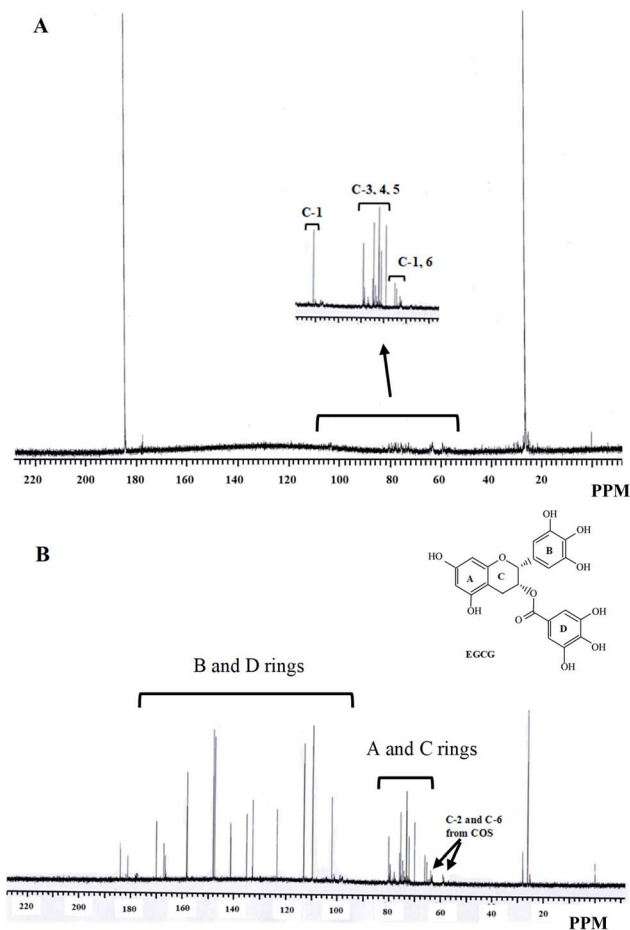 A
C-3, 4, 5
C-1
C-1, 6
220 200 180 160 140 120 100 80 60 40 20
PPM
B
OH
OH
B
OH
HO
O
A
C
OH
O
O
OH
D
OH
OH
EGCG
B and D rings
A and C rings
C-2 and C-6
from COS
220 200 180 160 140 120 100 80 60 40 20
PPM